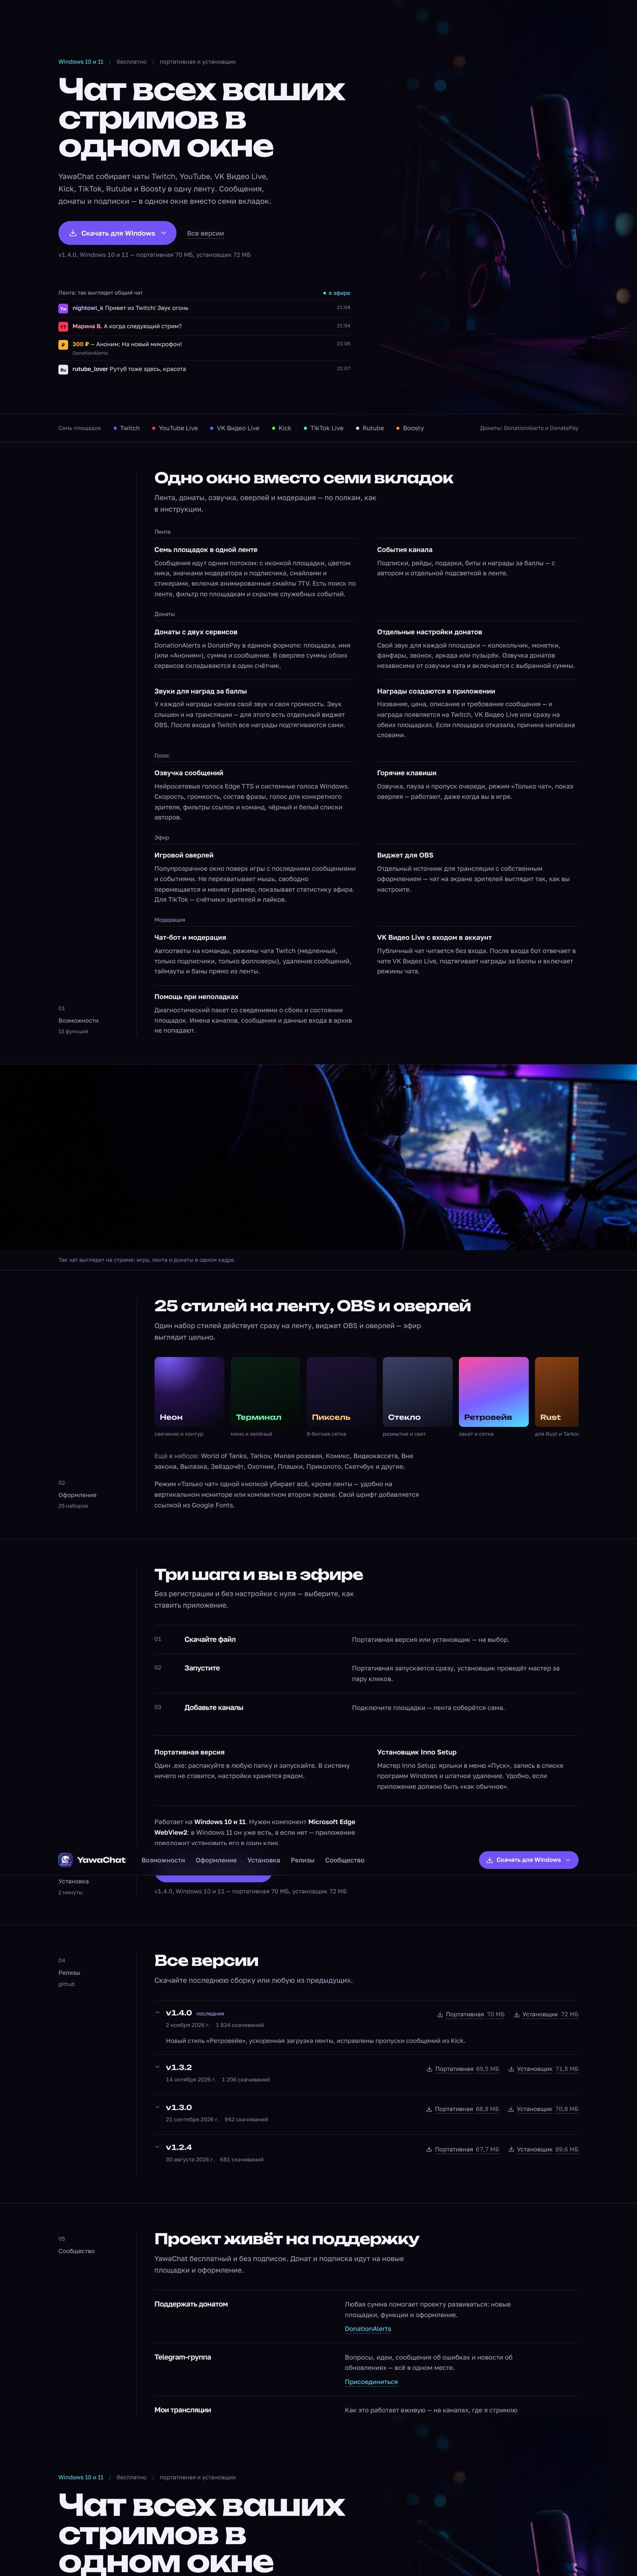 Windows 10 и 11 / бесплатно / портативная и установщик
Чат всех ваших
стримов в
одном окне
YawaChat собирает чаты Twitch, YouTube, VK Видео Live,
Kick, TikTok, Rutube и Boosty в одну ленту. Сообщения,
донаты и подписки — в одном окне вместо семи вкладок.
Скачать для Windows
Все версии
v1.4.0, Windows 10 и 11 — портативная 70 МБ, установщик 72 МБ
Лента: так выглядит общий чат
в эфире
Tw nightowl_k Привет из Twitch! Звук огонь 21:04
YT Марина В. А когда следующий стрим? 21:04
₽ 300 ₽ — Аноним: На новый микрофон! 21:06
DonationAlerts
Ru rutube_lover Рутуб тоже здесь, красота 21:07
Семь площадок
Twitch
YouTube Live
VK Видео Live
Kick
TikTok Live
Rutube
Boosty
Донаты: DonationAlerts и DonatePay
Одно окно вместо семи вкладок
Лента, донаты, озвучка, оверлей и модерация — по полкам, как
в инструкции.
Лента
Семь площадок в одной ленте
Сообщения идут одним потоком: с иконкой площадки, цветом
ника, значками модератора и подписчика, смайлами и
стикерами, включая анимированные смайлы 7TV. Есть поиск по
ленте, фильтр по площадкам и скрытие служебных событий.
События канала
Подписки, рейды, подарки, биты и награды за баллы — с
автором и отдельной подсветкой в ленте.
Донаты
Донаты с двух сервисов
DonationAlerts и DonatePay в едином формате: площадка, имя
(или «Аноним»), сумма и сообщение. В оверлее суммы обоих
сервисов складываются в один счётчик.
Отдельные настройки донатов
Свой звук для каждой площадки — колокольчик, монетки,
фанфары, звонок, аркада или пузырёк. Озвучка донатов
независима от озвучки чата и включается с выбранной суммы.
Звуки для наград за баллы
У каждой награды канала свой звук и своя громкость. Звук
слышен и на трансляции — для этого есть отдельный виджет
OBS. После входа в Twitch все награды подтягиваются сами.
Награды создаются в приложении
Название, цена, описание и требование сообщения — и
награда появляется на Twitch, VK Видео Live или сразу на
обеих площадках. Если площадка отказала, причина написана
словами.
Голос
Озвучка сообщений
Нейросетевые голоса Edge TTS и системные голоса Windows.
Скорость, громкость, состав фразы, голос для конкретного
зрителя, фильтры ссылок и команд, чёрный и белый списки
авторов.
Горячие клавиши
Озвучка, пауза и пропуск очереди, режим «Только чат», показ
оверлея — работают, даже когда вы в игре.
Эфир
Игровой оверлей
Полупрозрачное окно поверх игры с последними сообщениями
и событиями. Не перехватывает мышь, свободно
перемещается и меняет размер, показывает статистику эфира.
Для TikTok — счётчики зрителей и лайков.
Виджет для OBS
Отдельный источник для трансляции с собственным
оформлением — чат на экране зрителей выглядит так, как вы
настроите.
Модерация
Чат-бот и модерация
Автоответы на команды, режимы чата Twitch (медленный,
только подписчики, только фолловеры), удаление сообщений,
таймауты и баны прямо из ленты.
VK Видео Live с входом в аккаунт
Публичный чат читается без входа. После входа бот отвечает в
чате VK Видео Live, подтягивает награды за баллы и включает
режимы чата.
Помощь при неполадках
Диагностический пакет со сведениями о сбоях и состоянии
площадок. Имена каналов, сообщения и данные входа в архив
не попадают.
01
Возможности
13 функций
Так чат выглядит на стриме: игра, лента и донаты в одном кадре
25 стилей на ленту, OBS и оверлей
Один набор стилей действует сразу на ленту, виджет OBS и оверлей — эфир
выглядит цельно.
Неон
Терминал
Пиксель
Стекло
Ретровейв
Rust
свечение и контур
моно и зелёный
8-битная сетка
размытие и свет
закат и сетка
для Rust и Tarkov
Ещё в наборе: World of Tanks, Tarkov, Милая розовая, Комикс, Видеокассета, Вне
закона, Вылазка, Звёздочёт, Охотник, Плашки, Приколото, Скетчбук и другие.
Режим «Только чат» одной кнопкой убирает всё, кроме ленты — удобно на
вертикальном мониторе или компактном втором экране. Свой шрифт добавляется
ссылкой из Google Fonts.
02
Оформление
25 наборов
Три шага и вы в эфире
Без регистрации и без настройки с нуля — выберите, как
ставить приложение.
01 Скачайте файл Портативная версия или установщик — на выбор.
02 Запустите Портативная запускается сразу, установщик проведёт мастер за
пару кликов.
03 Добавьте каналы Подключите площадки — лента соберётся сама.
Портативная версия
Один .exe: распакуйте в любую папку и запускайте. В систему
ничего не ставится, настройки хранятся рядом.
Установщик Inno Setup
Мастер Inno Setup: ярлыки в меню «Пуск», запись в списке
программ Windows и штатное удаление. Удобно, если
приложение должно быть «как обычное».
Работает на Windows 10 и 11. Нужен компонент Microsoft Edge
WebView2: в Windows 11 он уже есть, а если нет — приложение
предложит установить его в один клик.
YawaChat
Возможности
Оформление
Установка
Релизы
Сообщество
Скачать для Windows
Установка
2 минуты
v1.4.0, Windows 10 и 11 — портативная 70 МБ, установщик 72 МБ
04
Релизы
github
Все версии
Скачайте последнюю сборку или любую из предыдущих.
v1.4.0 последняя
Портативная 70 МБ Установщик 72 МБ
2 ноября 2026 г. 1 834 скачиваний
Новый стиль «Ретровейв», ускоренная загрузка ленты, исправлены пропуски сообщений из Kick.
v1.3.2
Портативная 69,5 МБ Установщик 71,5 МБ
14 октября 2026 г. 1 206 скачиваний
v1.3.0
Портативная 68,8 МБ Установщик 70,8 МБ
21 сентября 2026 г. 942 скачиваний
v1.2.4
Портативная 67,7 МБ Установщик 69,6 МБ
30 августа 2026 г. 681 скачиваний
05
Сообщество
Проект живёт на поддержку
YawaChat бесплатный и без подписок. Донат и подписка идут на новые
площадки и оформление.
Поддержать донатом
Любая сумма помогает проекту развиваться: новые
площадки, функции и оформление.
DonationAlerts
Telegram-группа
Вопросы, идеи, сообщения об ошибках и новости об
обновлениях — всё в одном месте.
Присоединиться
Мои трансляции
Как это работает вживую — на каналах, где я стримлю
Windows 10 и 11 / бесплатно / портативная и установщик
Чат всех ваших
стримов в
одном окне